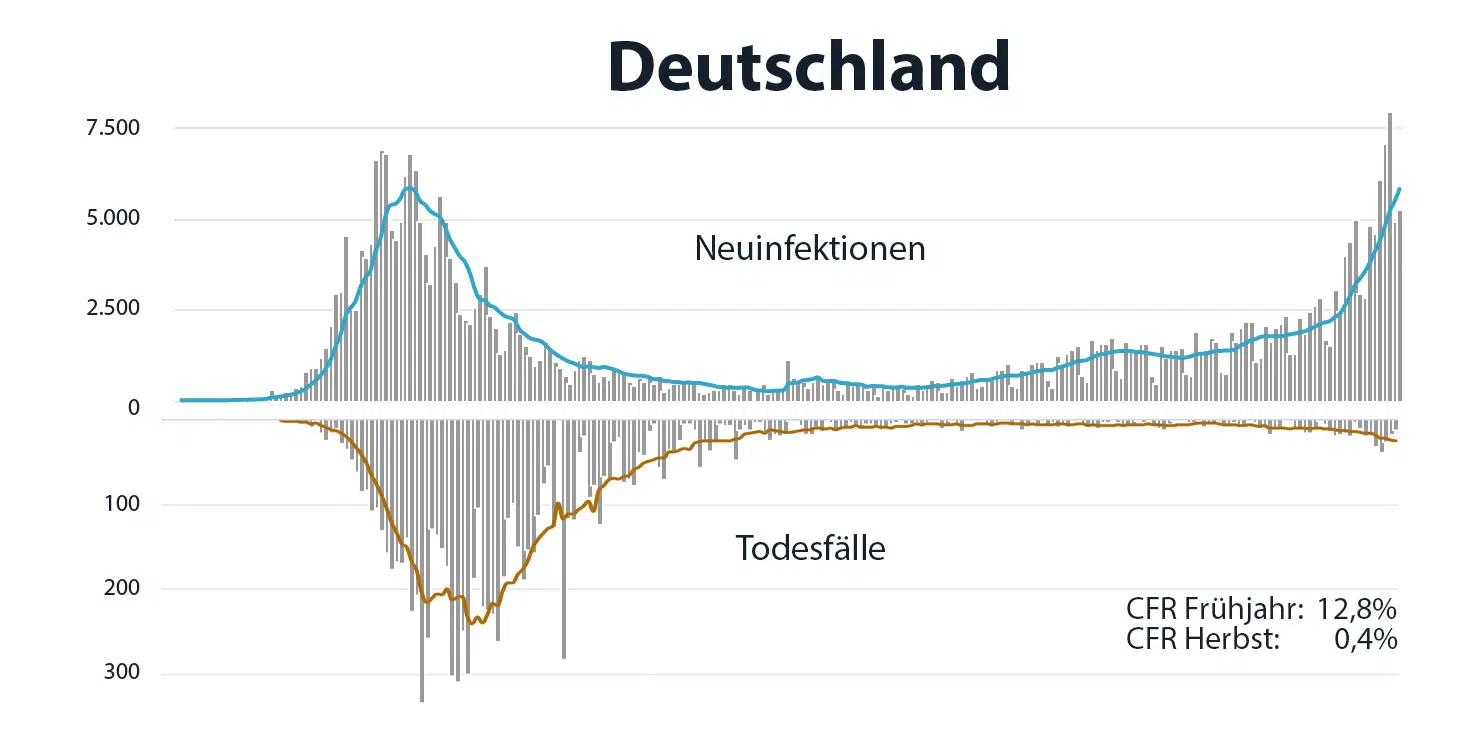 Deutschland
7.500
5.000
2.500
0
Neuinfektionen
100
200
300
Todesfälle
CFR Frühjahr: 12,8%
CFR Herbst: 0,4%